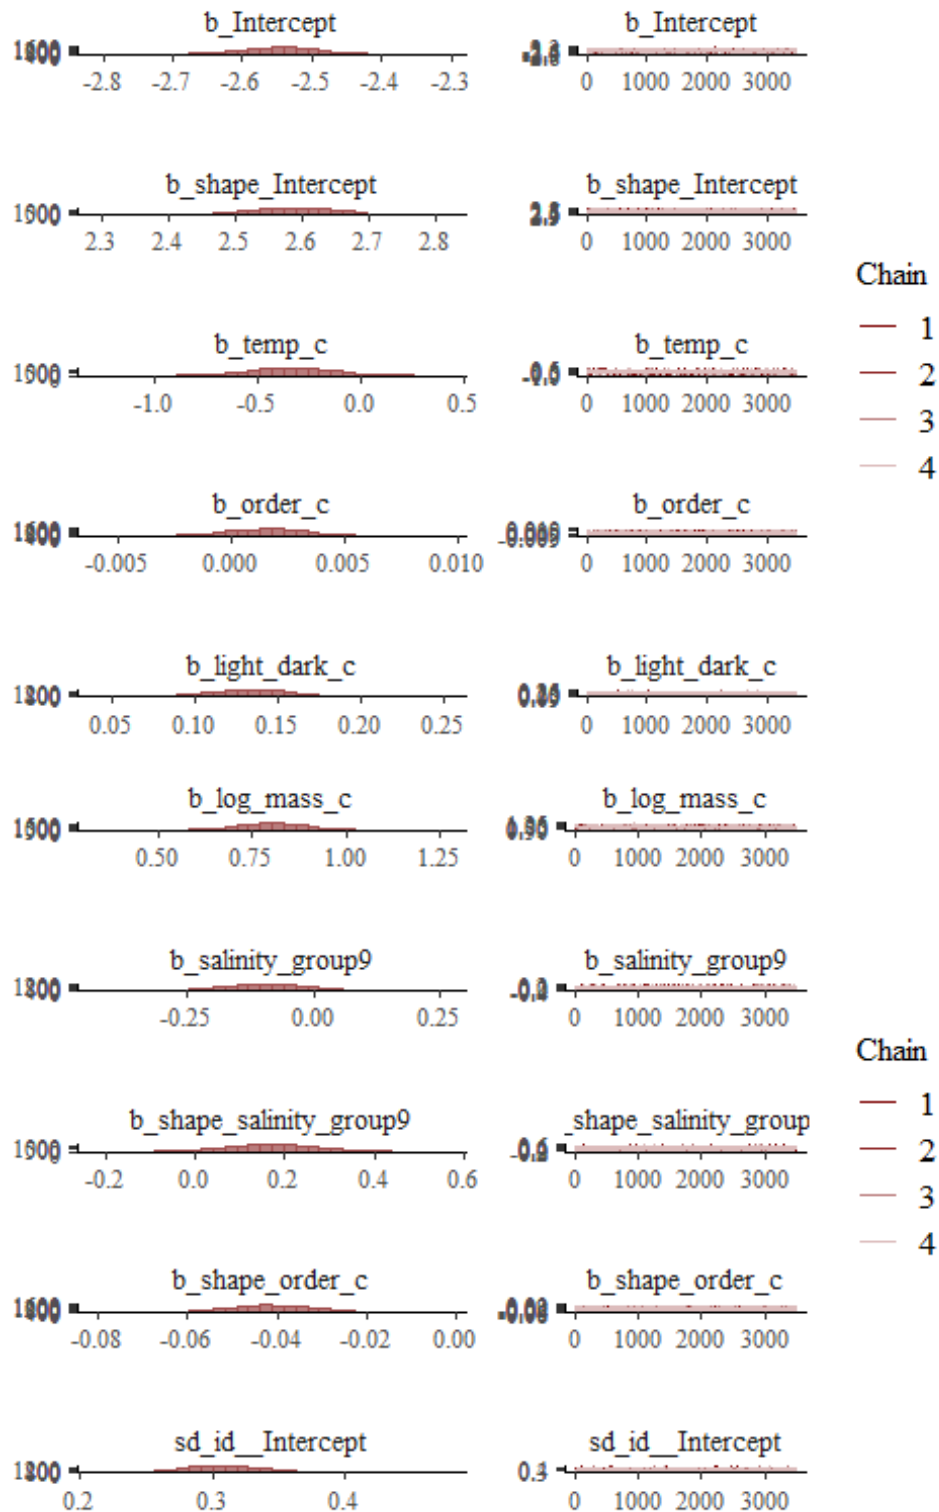 b_Intercept b_Intercept
-2.8 -2.7 -2.6 -2.5 -2.4 -2.3 0 1000 2000 3000
b_shape_Intercept b_shape_Intercept
2.3 2.4 2.5 2.6 2.7 2.8 0 1000 2000 3000
Chain
1
2
3
4
b_temp_c b_temp_c
-1.0 -0.5 0.0 0.5 0 1000 2000 3000
b_order_c b_order_c
-0.005 0.000 0.005 0.010 0 1000 2000 3000
b_light_dark_c b_light_dark_c
0.05 0.10 0.15 0.20 0.25 0 1000 2000 3000
b_log_mass_c b_log_mass_c
0.50 0.75 1.00 1.25 0 1000 2000 3000
b_salinity_group9 b_salinity_group9
-0.25 0.00 0.25 0 1000 2000 3000
Chain
1
2
3
4
b_shape_salinity_group9 _shape_salinity_group
-0.2 0.0 0.2 0.4 0.6 0 1000 2000 3000
b_shape_order_c b_shape_order_c
-0.08 -0.06 -0.04 -0.02 0.00 0 1000 2000 3000
sd_id__Intercept sd_id__Intercept
0.2 0.3 0.4 0 1000 2000 3000